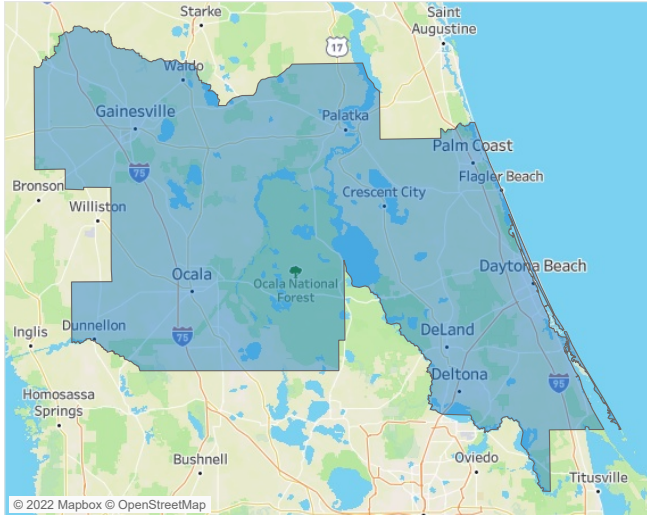 Starke
Saint
Augustine
17
Waldo
Gainesville
Palatka
Palm Coast
75
Flagler Beach
Bronson
Crescent City
Williston
Daytona Beach
Ocala
Ocala National
Forest
Inglis
Dunnellon
75
DeLand
95
Deltona
Homosassa
Springs
Bushnell
Oviedo
Titusville
© 2022 Mapbox © OpenStreetMap